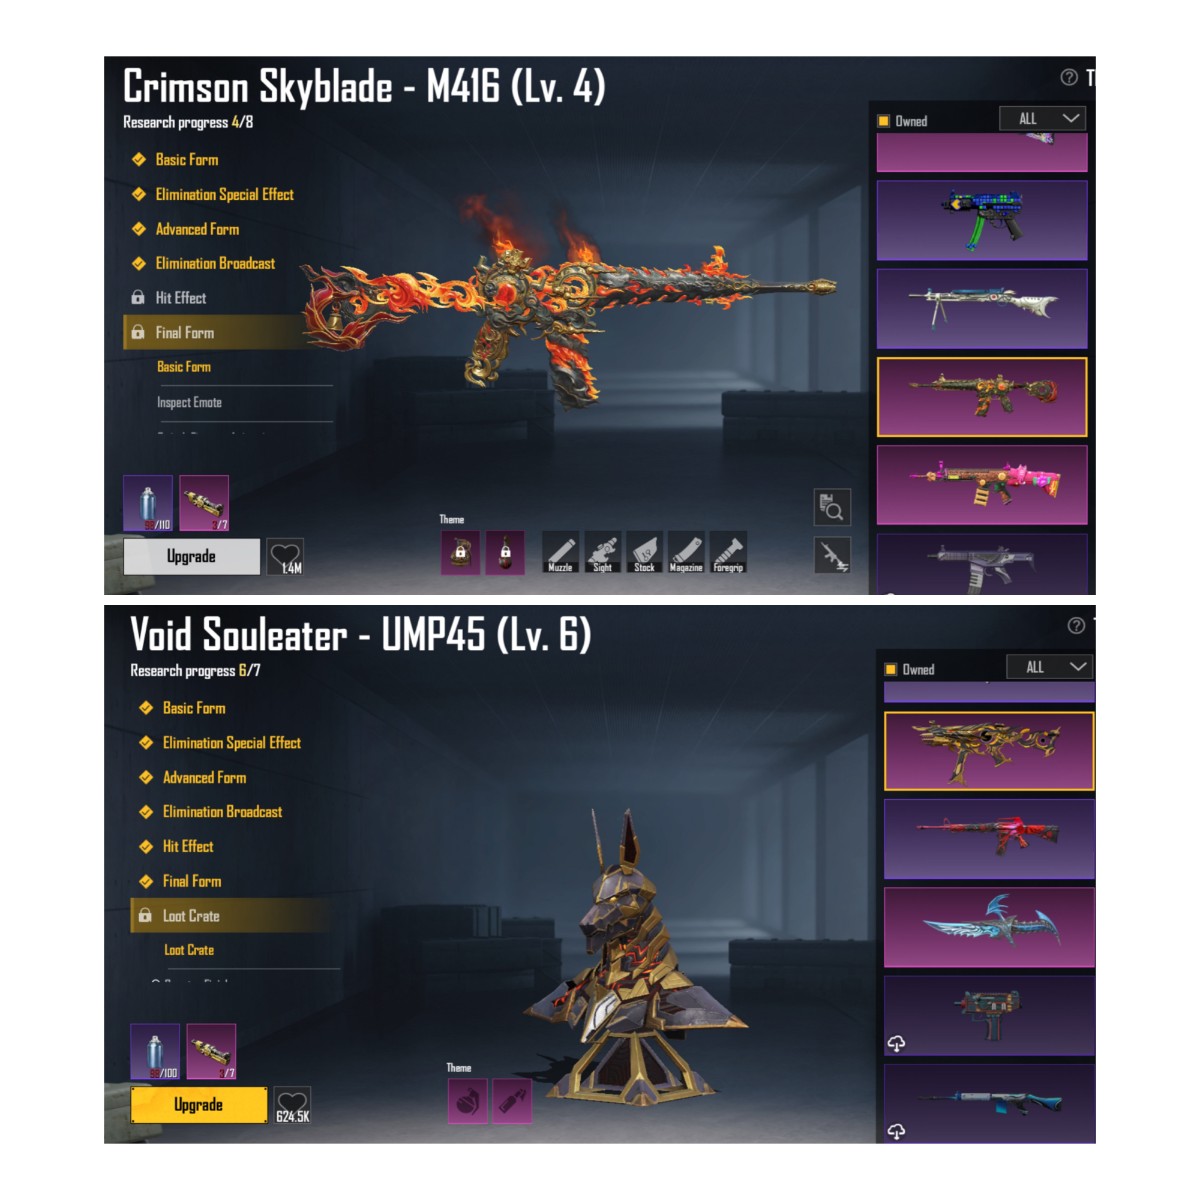 Crimson Skyblade - M416 (Lv. 4)
Research progress 4/8
Basic Form
Elimination Special Effect
Advanced Form
Elimination Broadcast
Hit Effect
Final Form
Basic Form
Inspect Emote
98/110
3/7
Upgrade
1.4M
Theme
Muzzle
Sight
Stock
Magazine
Foregrip
? T
Owned
ALL
Void Souleater - UMP45 (Lv. 6)
Research progress 6/7
Basic Form
Elimination Special Effect
Advanced Form
Elimination Broadcast
Hit Effect
Final Form
Loot Crate
Loot Crate
98/100
3/7
Upgrade
624.5K
Theme
?
Owned
ALL